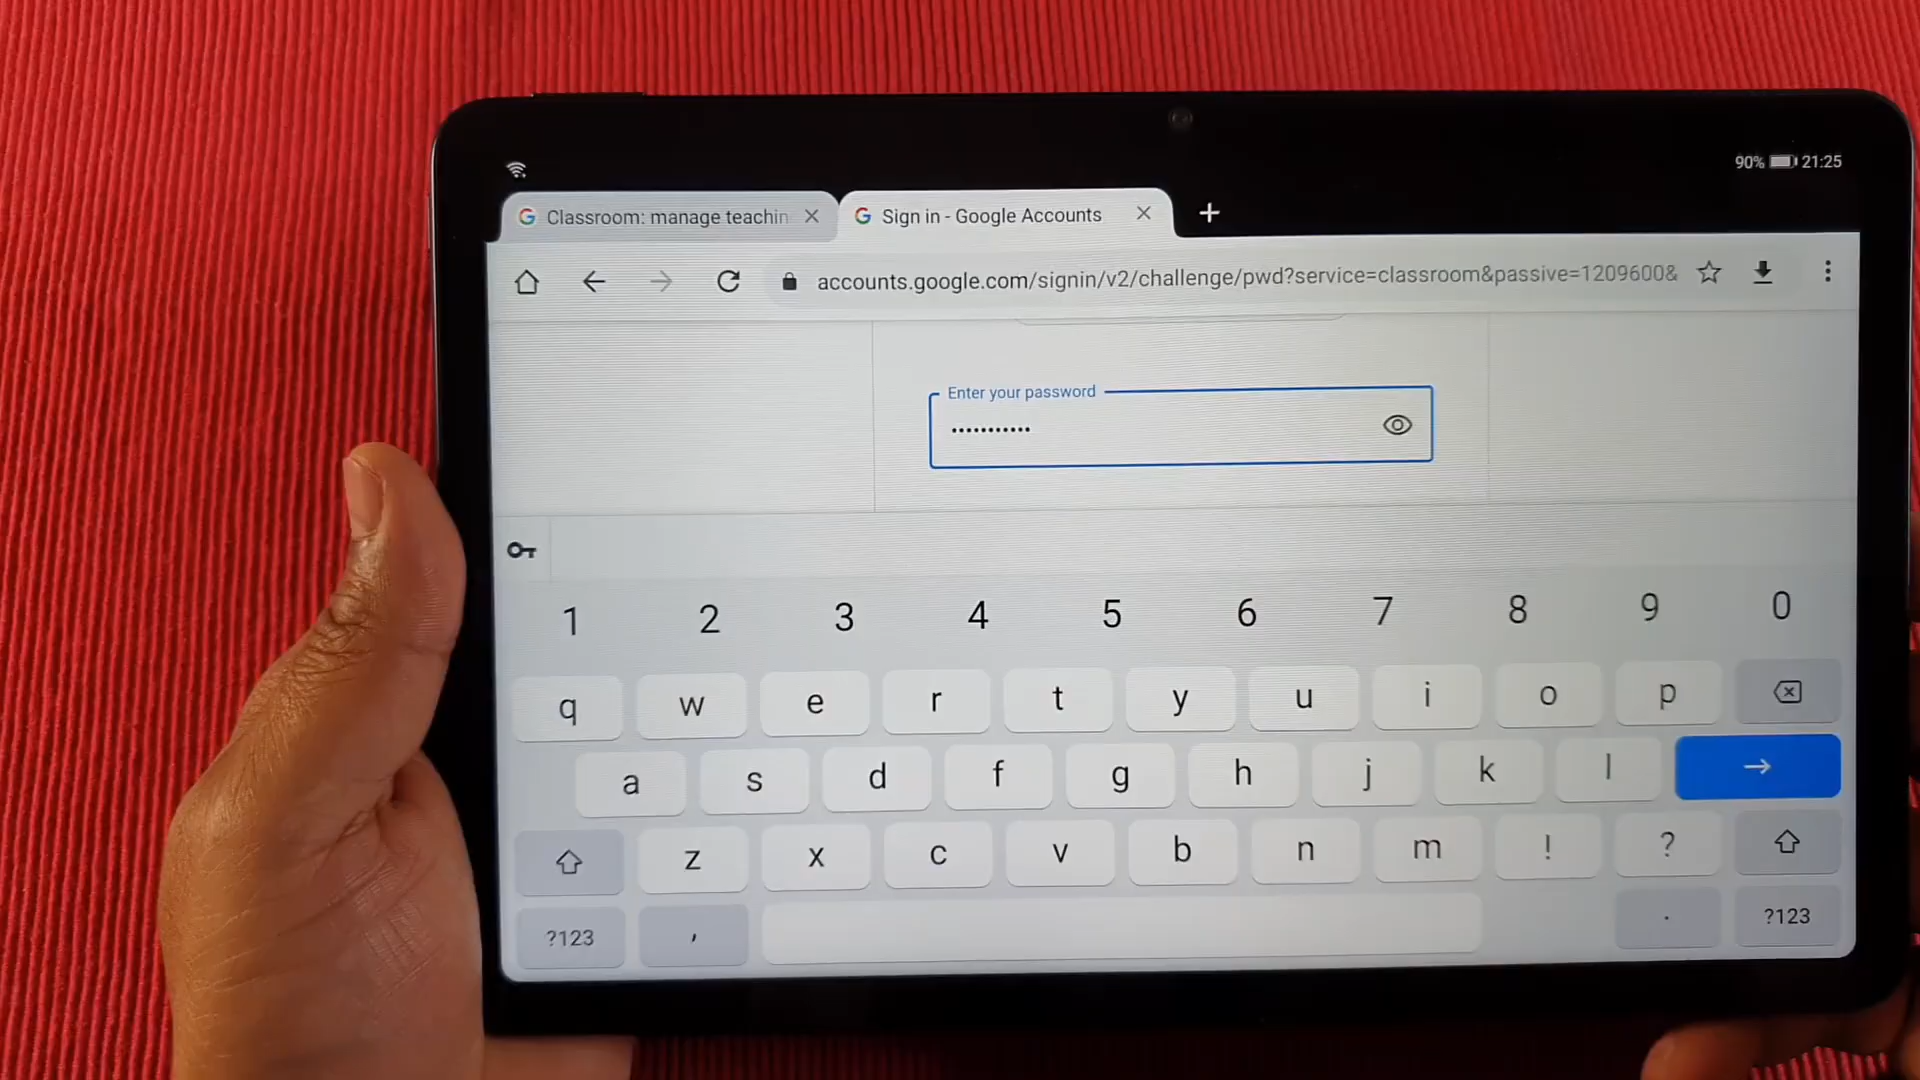 90% 21:25
Classroom: manage teachin
Sign in - Google Accounts
accounts.google.com/signin/v2/challenge/pwd?service=classroom&passive=1209600&
Enter your password
•••••••••••
1 2 3 4 5 6 7 8 9 0
q w e r t y u i o p
a s d f g h j k l
z x c v b n m ! ?
?123 , . ?123